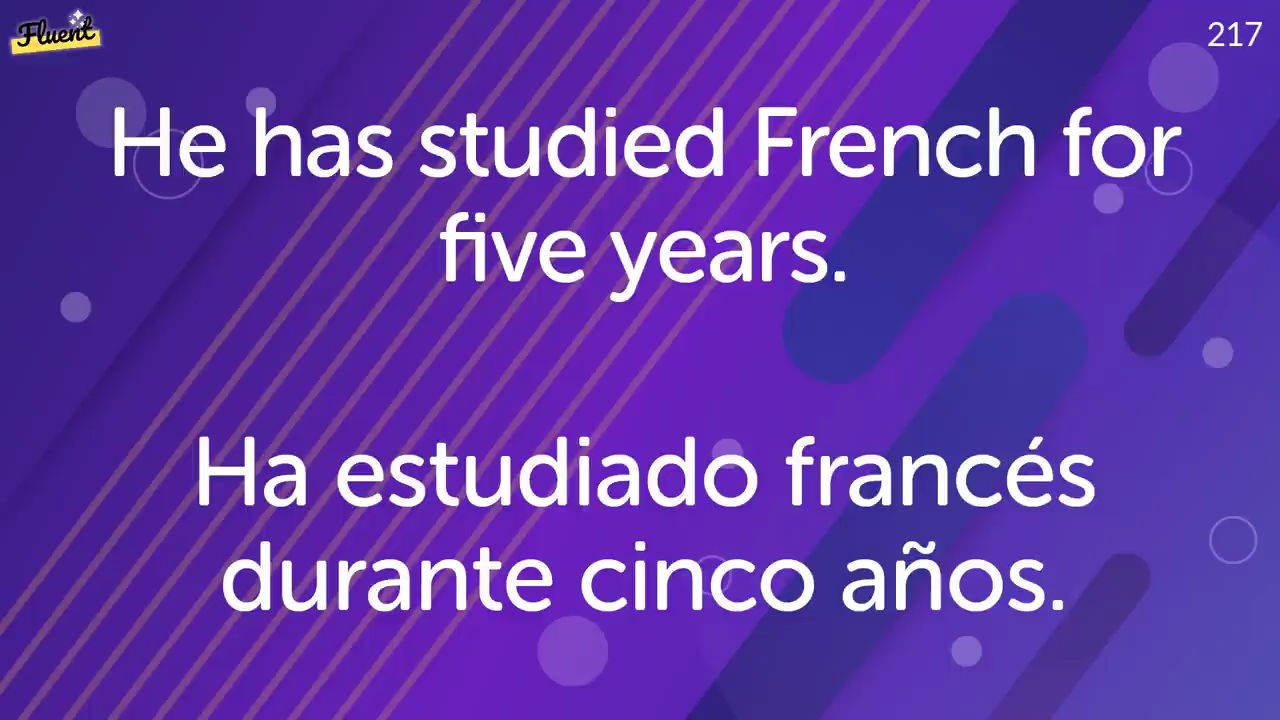 Fluent
217
He has studied French for
five years.
Ha estudiado francés
durante cinco años.